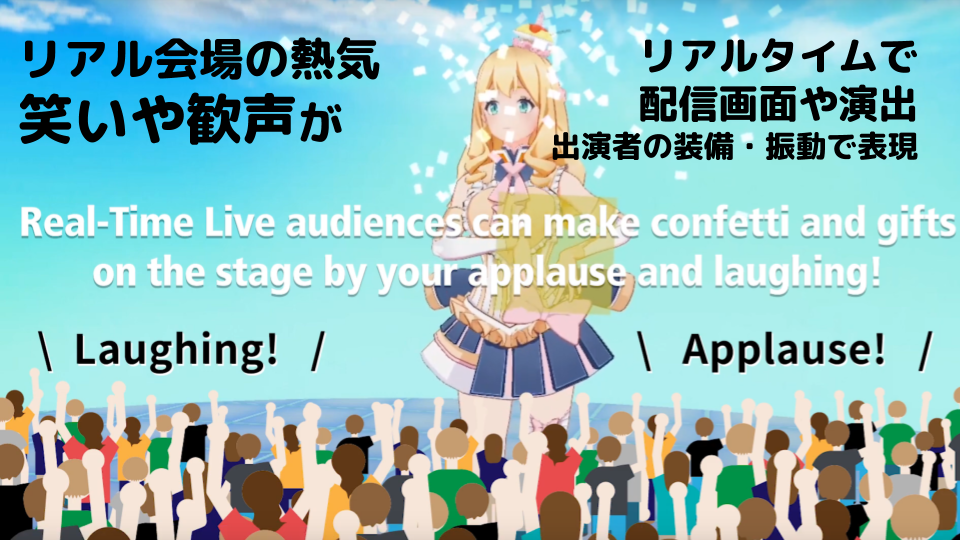 リアル会場の熱気
笑いや歓声が
リアルタイムで
配信画面や演出
出演者の装備・振動で表現
Real-Time Live audiences can make confetti and gifts
on the stage by your applause and laughing!
\ Laughing! /
\ Applause! /